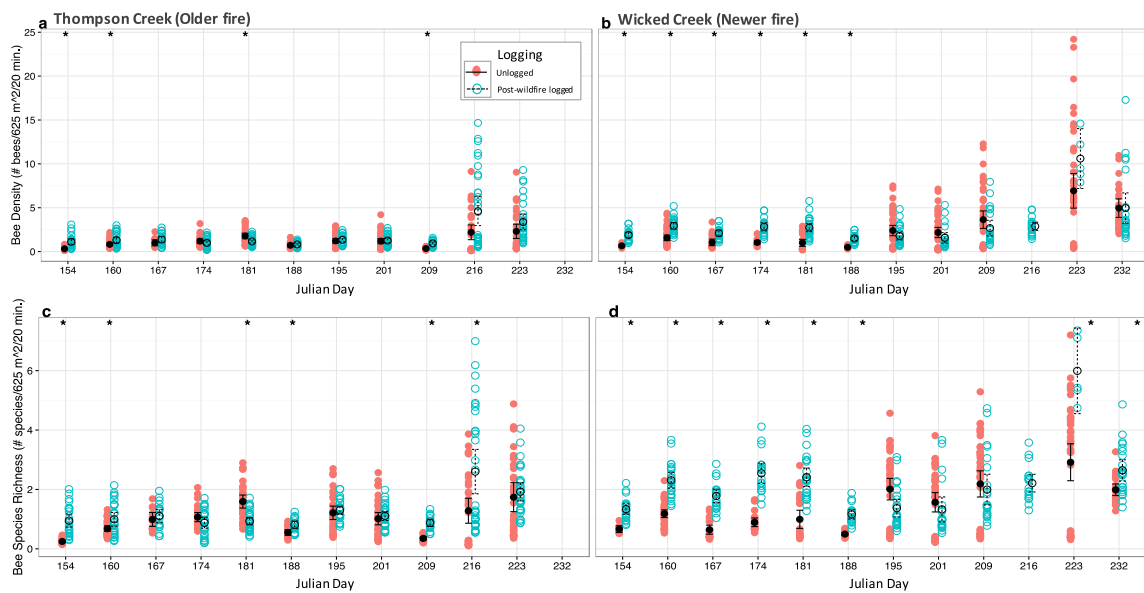 a Thompson Creek (Older fire)
b Wicked Creek (Newer fire)
Bee Density (# bees/625 m^2/20 min.)
25
20
15
10
5
0
* * * *
* * * * * *
Logging
Unlogged
Post-wildfire logged
154 160 167 174 181 188 195 201 209 216 223 232
154 160 167 174 181 188 195 201 209 216 223 232
Julian Day
Julian Day
c
d
Bee Species Richness (# species/625 m^2/20 min.)
6
4
2
0
* * * * * *
* * * * * * * *
154 160 167 174 181 188 195 201 209 216 223 232
154 160 167 174 181 188 195 201 209 216 223 232
Julian Day
Julian Day